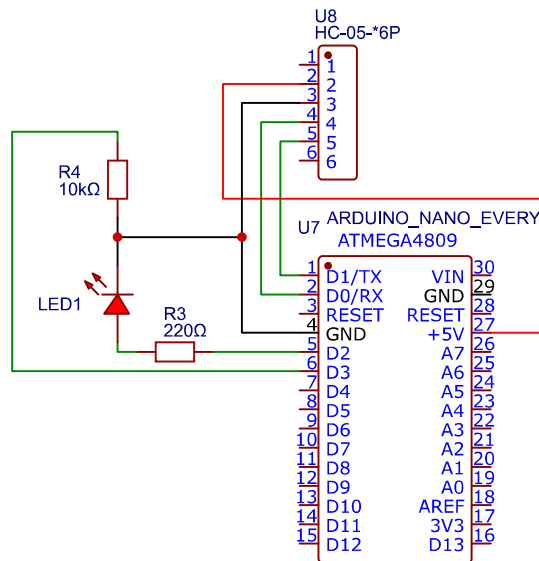 U8
HC-05-*6P
1 1
2 2
3 3
4 4
5 5
6 6
R4
10kΩ
U7 ARDUINO_NANO_EVERY
ATMEGA4809
LED1
R3
220Ω
1 D1/TX VIN 30
2 D0/RX GND 29
3 RESET RESET 28
4 GND +5V 27
5 D2 A7 26
6 D3 A6 25
7 D4 A5 24
8 D5 A4 23
9 D6 A3 22
10 D7 A2 21
11 D8 A1 20
12 D9 A0 19
13 D10 AREF 18
14 D11 3V3 17
15 D12 D13 16